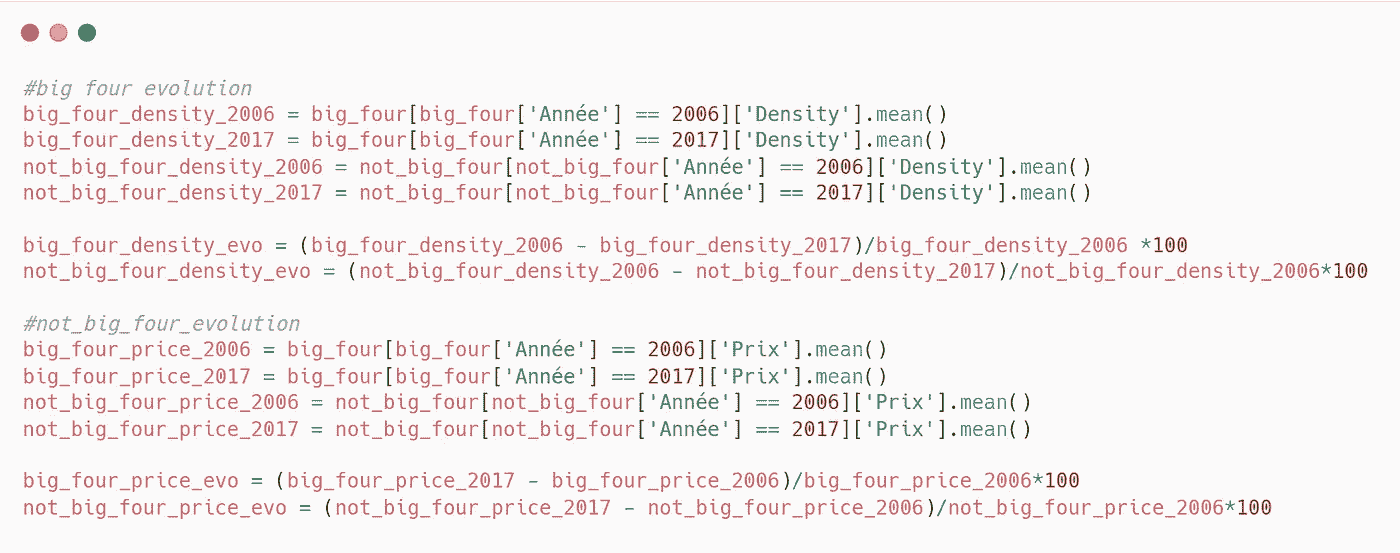 #big four evolution
big_four_density_2006 = big_four[big_four['Année'] == 2006]['Density'].mean()
big_four_density_2017 = big_four[big_four['Année'] == 2017]['Density'].mean()
not_big_four_density_2006 = not_big_four[not_big_four['Année'] == 2006]['Density'].mean()
not_big_four_density_2017 = not_big_four[not_big_four['Année'] == 2017]['Density'].mean()
big_four_density_evo = (big_four_density_2006 - big_four_density_2017)/big_four_density_2006 *100
not_big_four_density_evo = (not_big_four_density_2006 - not_big_four_density_2017)/not_big_four_density_2006*100
#not_big_four_evolution
big_four_price_2006 = big_four[big_four['Année'] == 2006]['Prix'].mean()
big_four_price_2017 = big_four[big_four['Année'] == 2017]['Prix'].mean()
not_big_four_price_2006 = not_big_four[not_big_four['Année'] == 2006]['Prix'].mean()
not_big_four_price_2017 = not_big_four[not_big_four['Année'] == 2017]['Prix'].mean()
big_four_price_evo = (big_four_price_2017 - big_four_price_2006)/big_four_price_2006*100
not_big_four_price_evo = (not_big_four_price_2017 - not_big_four_price_2006)/not_big_four_price_2006*100